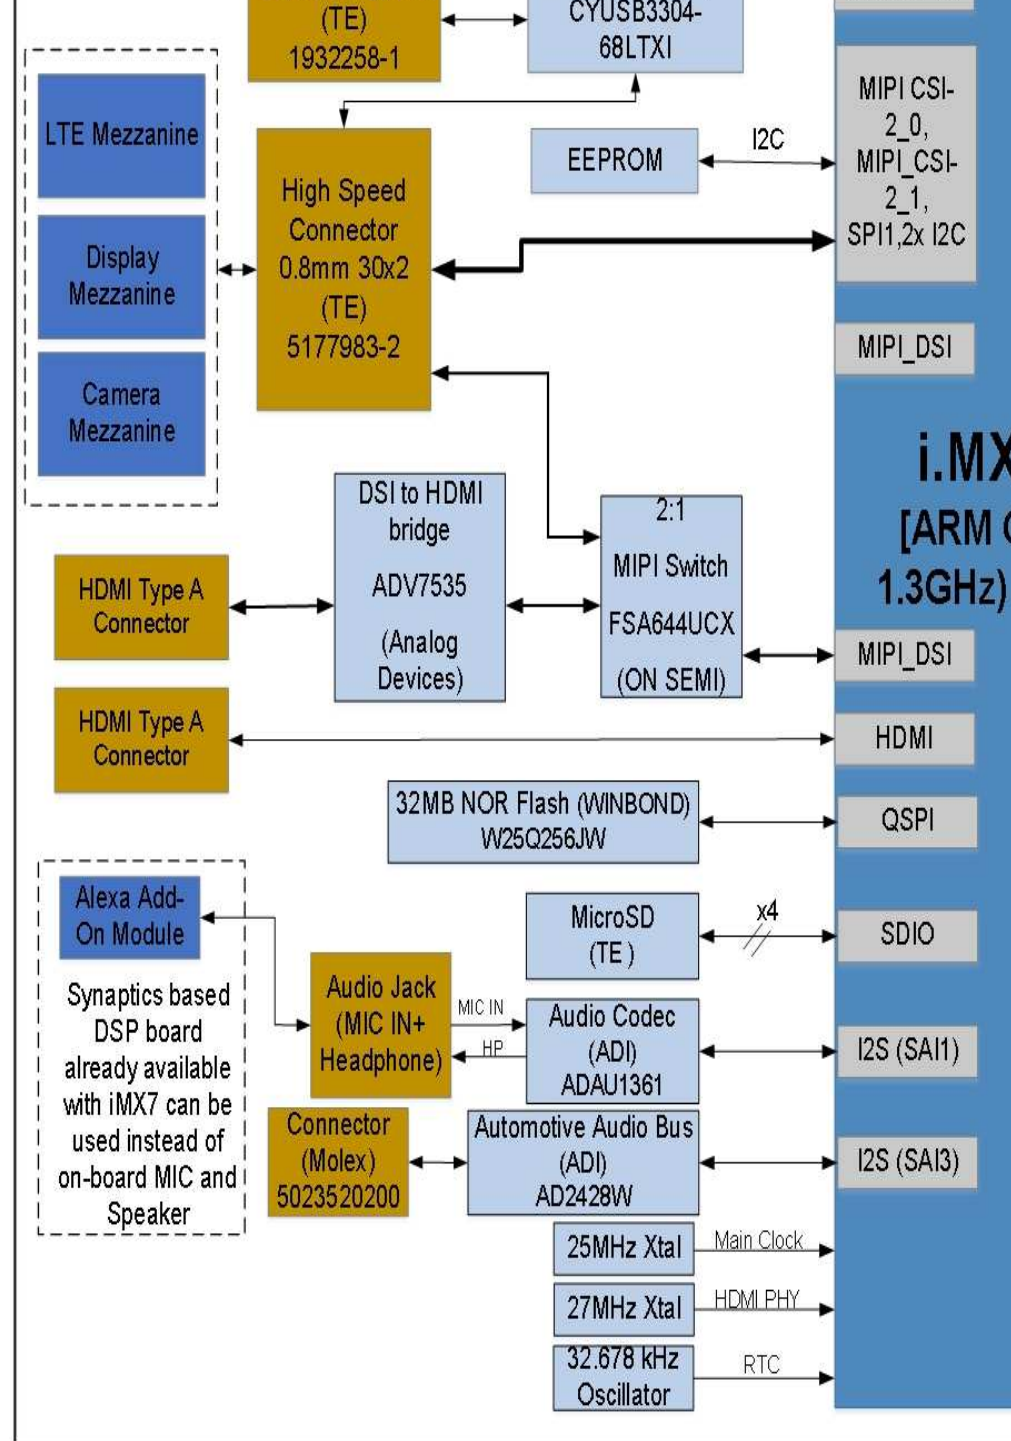 (TE)
1932258-1
CYUSB3304-
68LTXI
LTE Mezzanine
Display
Mezzanine
Camera
Mezzanine
High Speed
Connector
0.8mm 30x2
(TE)
5177983-2
EEPROM
I2C
MIPI CSI-
2_0,
MIPI_CSI-
2_1,
SPI1,2x I2C
MIPI_DSI
i.MX
[ARM
1.3GHz)
HDMI Type A
Connector
DSI to HDMI
bridge
ADV7535
(Analog
Devices)
2:1
MIPI Switch
FSA644UCX
(ON SEMI)
MIPI_DSI
HDMI Type A
Connector
HDMI
32MB NOR Flash (WINBOND)
W25Q256JW
QSPI
Alexa Add-
On Module
Synaptics based
DSP board
already available
with iMX7 can be
used instead of
on-board MIC and
Speaker
MicroSD
(TE )
x4
SDIO
Audio Jack
(MIC IN+
Headphone)
MIC IN
HP
Audio Codec
(ADI)
ADAU1361
I2S (SAI1)
Connector
(Molex)
5023520200
Automotive Audio Bus
(ADI)
AD2428W
I2S (SAI3)
25MHz Xtal
Main Clock
27MHz Xtal
HDMI PHY
32.678 kHz
Oscillator
RTC